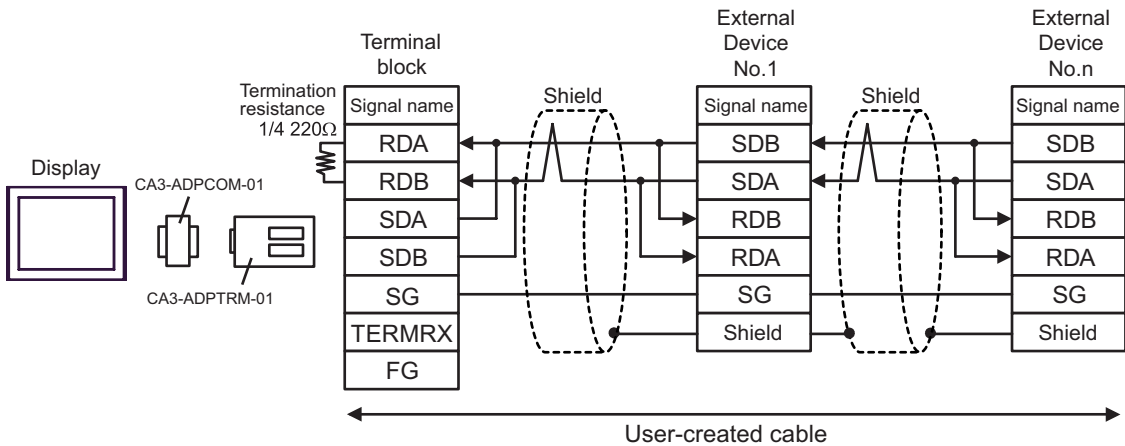 Display
CA3-ADPCOM-01
CA3-ADPTRM-01
Termination
resistance
1/4 220Ω
Terminal
block
Signal name
RDA
RDB
SDA
SDB
SG
TERMRX
FG
Shield
External
Device
No.1
Signal name
SDB
SDA
RDB
RDA
SG
Shield
Shield
External
Device
No.n
Signal name
SDB
SDA
RDB
RDA
SG
Shield
User-created cable